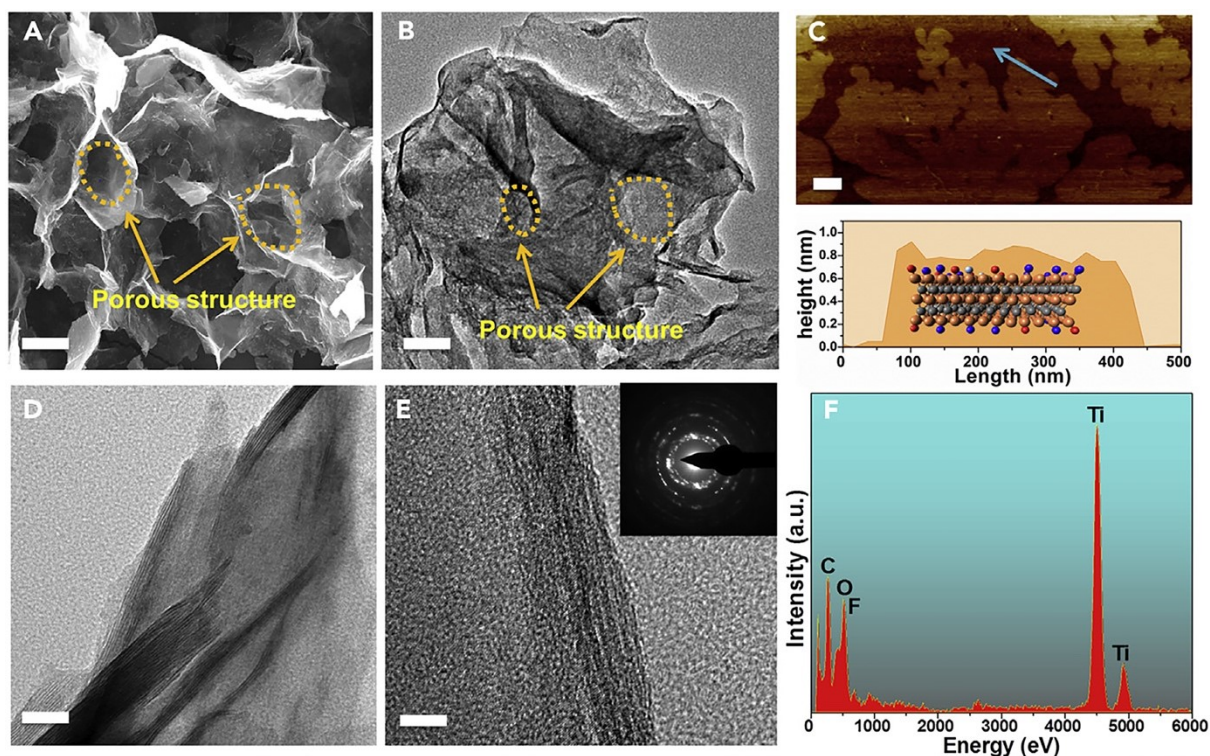 A
Porous structure
B
Porous structure
C
height (nm)
1.0
0.8
0.6
0.4
0.2
0.0
0 100 200 300 400 500
Length (nm)
D
E
F
Ti
C
O
F
Ti
Intensity (a.u.)
0 1000 2000 3000 4000 5000 6000
Energy (eV)